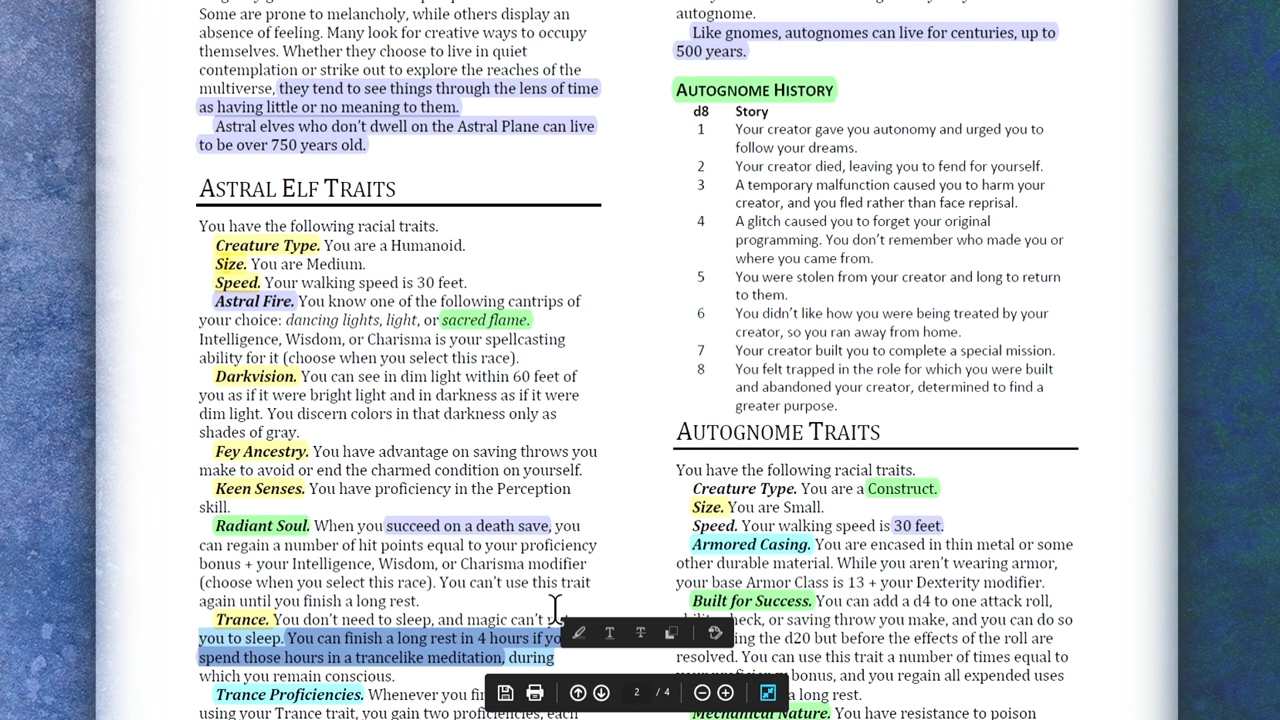 Some are prone to melancholy, while others display an
absence of feeling. Many look for creative ways to occupy
themselves. Whether they choose to live in quiet
contemplation or strike out to explore the reaches of the
multiverse, they tend to see things through the lens of time
as having little or no meaning to them.
Astral elves who don't dwell on the Astral Plane can live
to be over 750 years old.
ASTRAL ELF TRAITS
You have the following racial traits.
Creature Type. You are a Humanoid.
Size. You are Medium.
Speed. Your walking speed is 30 feet.
Astral Fire. You know one of the following cantrips of
your choice: dancing lights, light, or sacred flame.
Intelligence, Wisdom, or Charisma is your spellcasting
ability for it (choose when you select this race).
Darkvision. You can see in dim light within 60 feet of
you as if it were bright light and in darkness as if it were
dim light. You discern colors in that darkness only as
shades of gray.
Fey Ancestry. You have advantage on saving throws you
make to avoid or end the charmed condition on yourself.
Keen Senses. You have proficiency in the Perception
skill.
Radiant Soul. When you succeed on a death save, you
can regain a number of hit points equal to your proficiency
bonus + your Intelligence, Wisdom, or Charisma modifier
(choose when you select this race). You can't use this trait
again until you finish a long rest.
Trance. You don't need to sleep, and magic can't
you to sleep. You can finish a long rest in 4 hours if
spend those hours in a trancelike meditation, during
which you remain conscious.
Trance Proficiencies. Whenever you
using your Trance trait, you gain two proficiencies, each
autognome.
Like gnomes, autognomes can live for centuries, up to
500 years.
AUTOGNOME HISTORY
d8 Story
1 Your creator gave you autonomy and urged you to
follow your dreams.
2 Your creator died, leaving you to fend for yourself.
3 A temporary malfunction caused you to harm your
creator, and you fled rather than face reprisal.
4 A glitch caused you to forget your original
programming. You don't remember who made you or
where you came from.
5 You were stolen from your creator and long to return
to them.
6 You didn't like how you were being treated by your
creator, so you ran away from home.
7 Your creator built you to complete a special mission.
8 You felt trapped in the role for which you were built
and abandoned your creator, determined to find a
greater purpose.
AUTOGNOME TRAITS
You have the following racial traits.
Creature Type. You are a Construct.
Size. You are Small.
Speed. Your walking speed is 30 feet.
Armored Casing. You are encased in thin metal or some
other durable material. While you aren't wearing armor,
your base Armor Class is 13 + your Dexterity modifier.
Built for Success. You can add a d4 to one attack roll,
check, or saving throw you make, and you can do so
the d20 but before the effects of the roll are
resolved. You can use this trait a number of times equal to
bonus, and you regain all expended uses
a long rest.
Mechanical Nature. You have resistance to poison
2 / 4